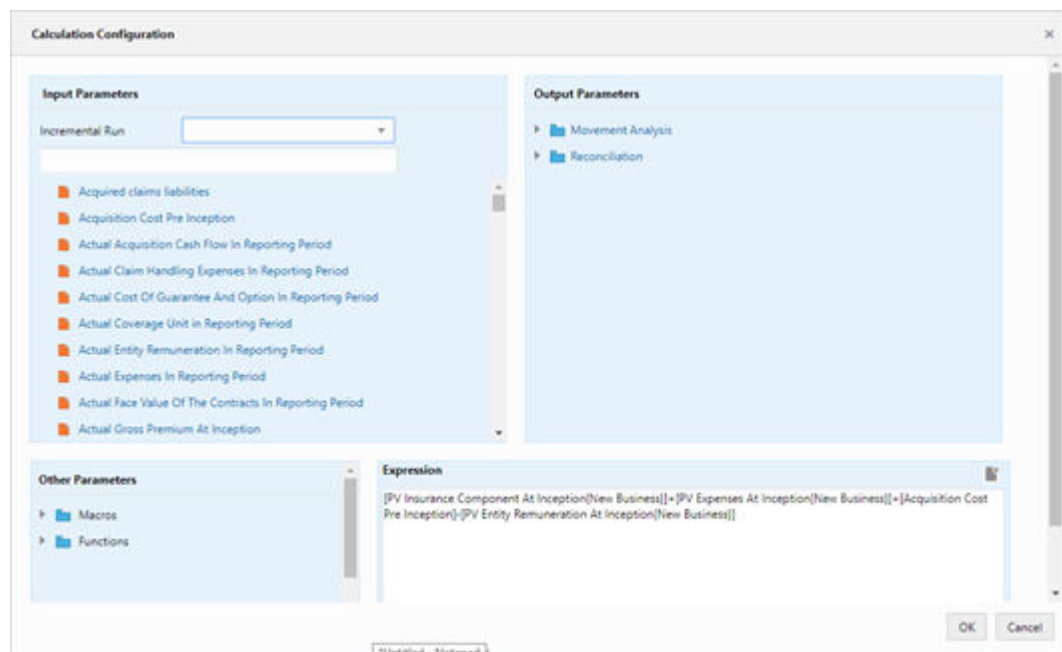 Calculation Configuration
×
Input Parameters
Incremental Run
Acquired claims liabilities
Acquisition Cost Pre Inception
Actual Acquisition Cash Flow In Reporting Period
Actual Claim Handling Expenses In Reporting Period
Actual Cost Of Guarantee And Option In Reporting Period
Actual Coverage Unit in Reporting Period
Actual Entity Remuneration In Reporting Period
Actual Expenses In Reporting Period
Actual Face Value Of The Contracts In Reporting Period
Actual Gross Premium At Inception
Output Parameters
Movement Analysis
Reconciliation
Other Parameters
Macros
Functions
Expression
[PV Insurance Component At Inception(New Business)]+[PV Expenses At Inception(New Business)]+[Acquisition Cost
Pre Inception]-[PV Entity Remuneration At Inception(New Business)]
OK Cancel